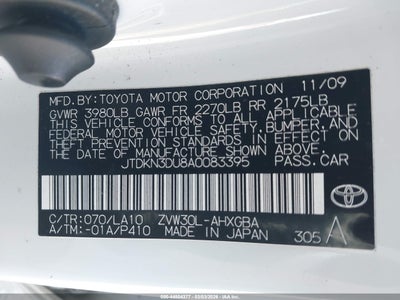 MFD.BY:TOYOTA MOTOR CORPORATION 11/09
GVWR 3980LB GAWR FR 2270LB RR 2175LB
THIS VEHICLE CONFORMS TO ALL APPLICABLE
FEDERAL MOTOR VEHICLE SAFETY, BUMPER, AND
THEFT PREVENTION STANDARDS IN EFFECT ON
THE DATE OF MANUFACTURE SHOWN ABOVE.
JTDKN3DU8A0083395 PASS.CAR
TOYOTA
C/TR:070/LA10 ZVW30L-AHXGBA
A/TM:-01A/P410 MADE IN JAPAN 305 A